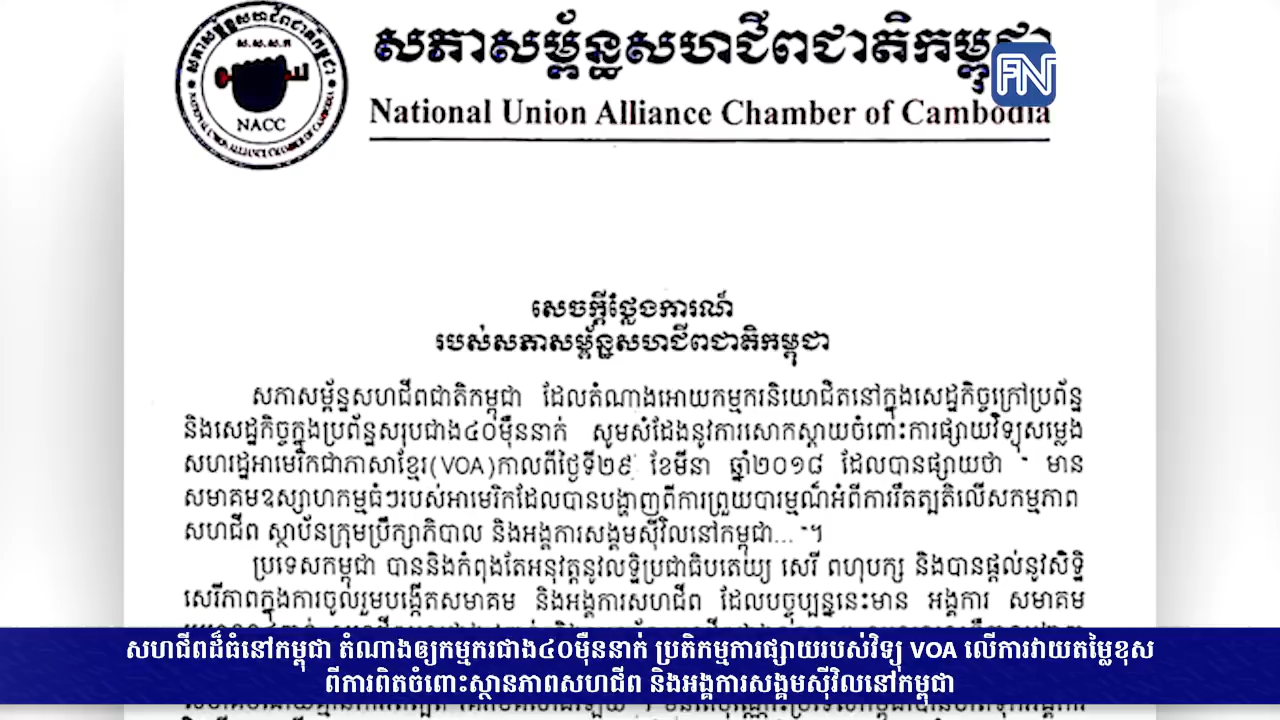 សភាសម្ព័ន្ធសហជីពជាតិកម្ពុជា
FN
National Union Alliance Chamber of Cambodia
ស.ស.ស.ក
NACC
NATIONAL UNION ALLIANCE CHAMBER OF CAMBODIA
សេចក្តីថ្លែងការណ៍
របស់សភាសម្ព័ន្ធសហជីពជាតិកម្ពុជា
សភាសម្ព័ន្ធសហជីពជាតិកម្ពុជា ដែលតំណាងអោយកម្មករនិយោជិតនៅក្នុងសេដ្ឋកិច្ចក្រៅប្រព័ន្ធ
និងសេដ្ឋកិច្ចក្នុងប្រព័ន្ធសរុបជាង៤០ម៉ឺននាក់ សូមសំដែងនូវការសោកស្តាយចំពោះការផ្សាយវិទ្យុសម្លេង
សហរដ្ឋអាមេរិកជាភាសាខ្មែរ(VOA)កាលពីថ្ងៃទី២៩ ខែមីនា ឆ្នាំ២០១៨ ដែលបានផ្សាយថា " មាន
សមាគមឧស្សាហកម្មធំៗរបស់អាមេរិកដែលបានបង្ហាញពីការព្រួយបារម្មណ៍អំពីការរឹតត្បតិលើសកម្មភាព
សហជីព ស្ថាប័នក្រុមប្រឹក្សាភិបាល និងអង្គការសង្គមស៊ីវិលនៅកម្ពុជា... "។
ប្រទេសកម្ពុជា បាននិងកំពុងតែអនុវត្តនូវលទ្ធិប្រជាធិបតេយ្យ សេរី ពហុបក្ស និងបានផ្តល់នូវសិទ្ធិ
សេរីភាពក្នុងការចូលរួមបង្កើតសមាគម និងអង្គការសហជីព ដែលបច្ចុប្បន្ននេះមាន អង្គការ សមាគម
សហជីពដ៏ធំនៅកម្ពុជា តំណាងឲ្យកម្មករជាង៤០ម៉ឺននាក់ ប្រតិកម្មការផ្សាយរបស់វិទ្យុ VOA លើការវាយតម្លៃខុស
ពីការពិតចំពោះស្ថានភាពសហជីព និងអង្គការសង្គមស៊ីវិលនៅកម្ពុជា